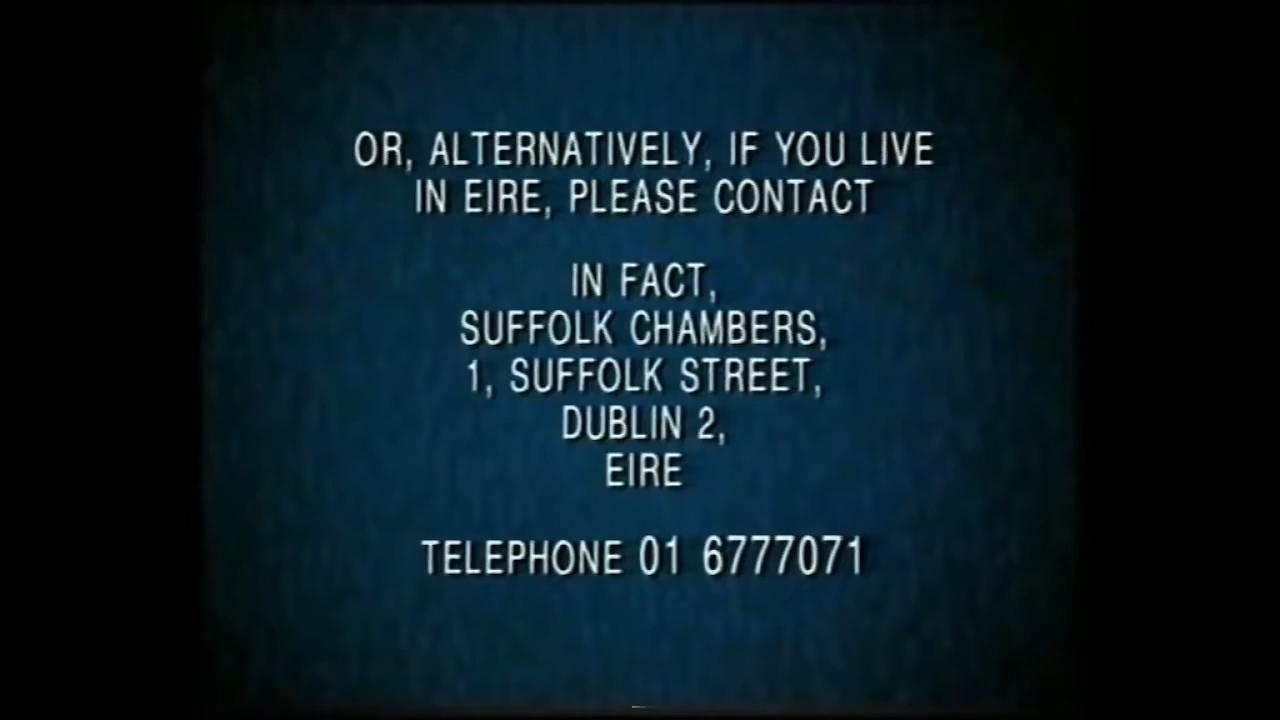 OR, ALTERNATIVELY, IF YOU LIVE
IN EIRE, PLEASE CONTACT
IN FACT,
SUFFOLK CHAMBERS,
1, SUFFOLK STREET,
DUBLIN 2,
EIRE
TELEPHONE 01 6777071